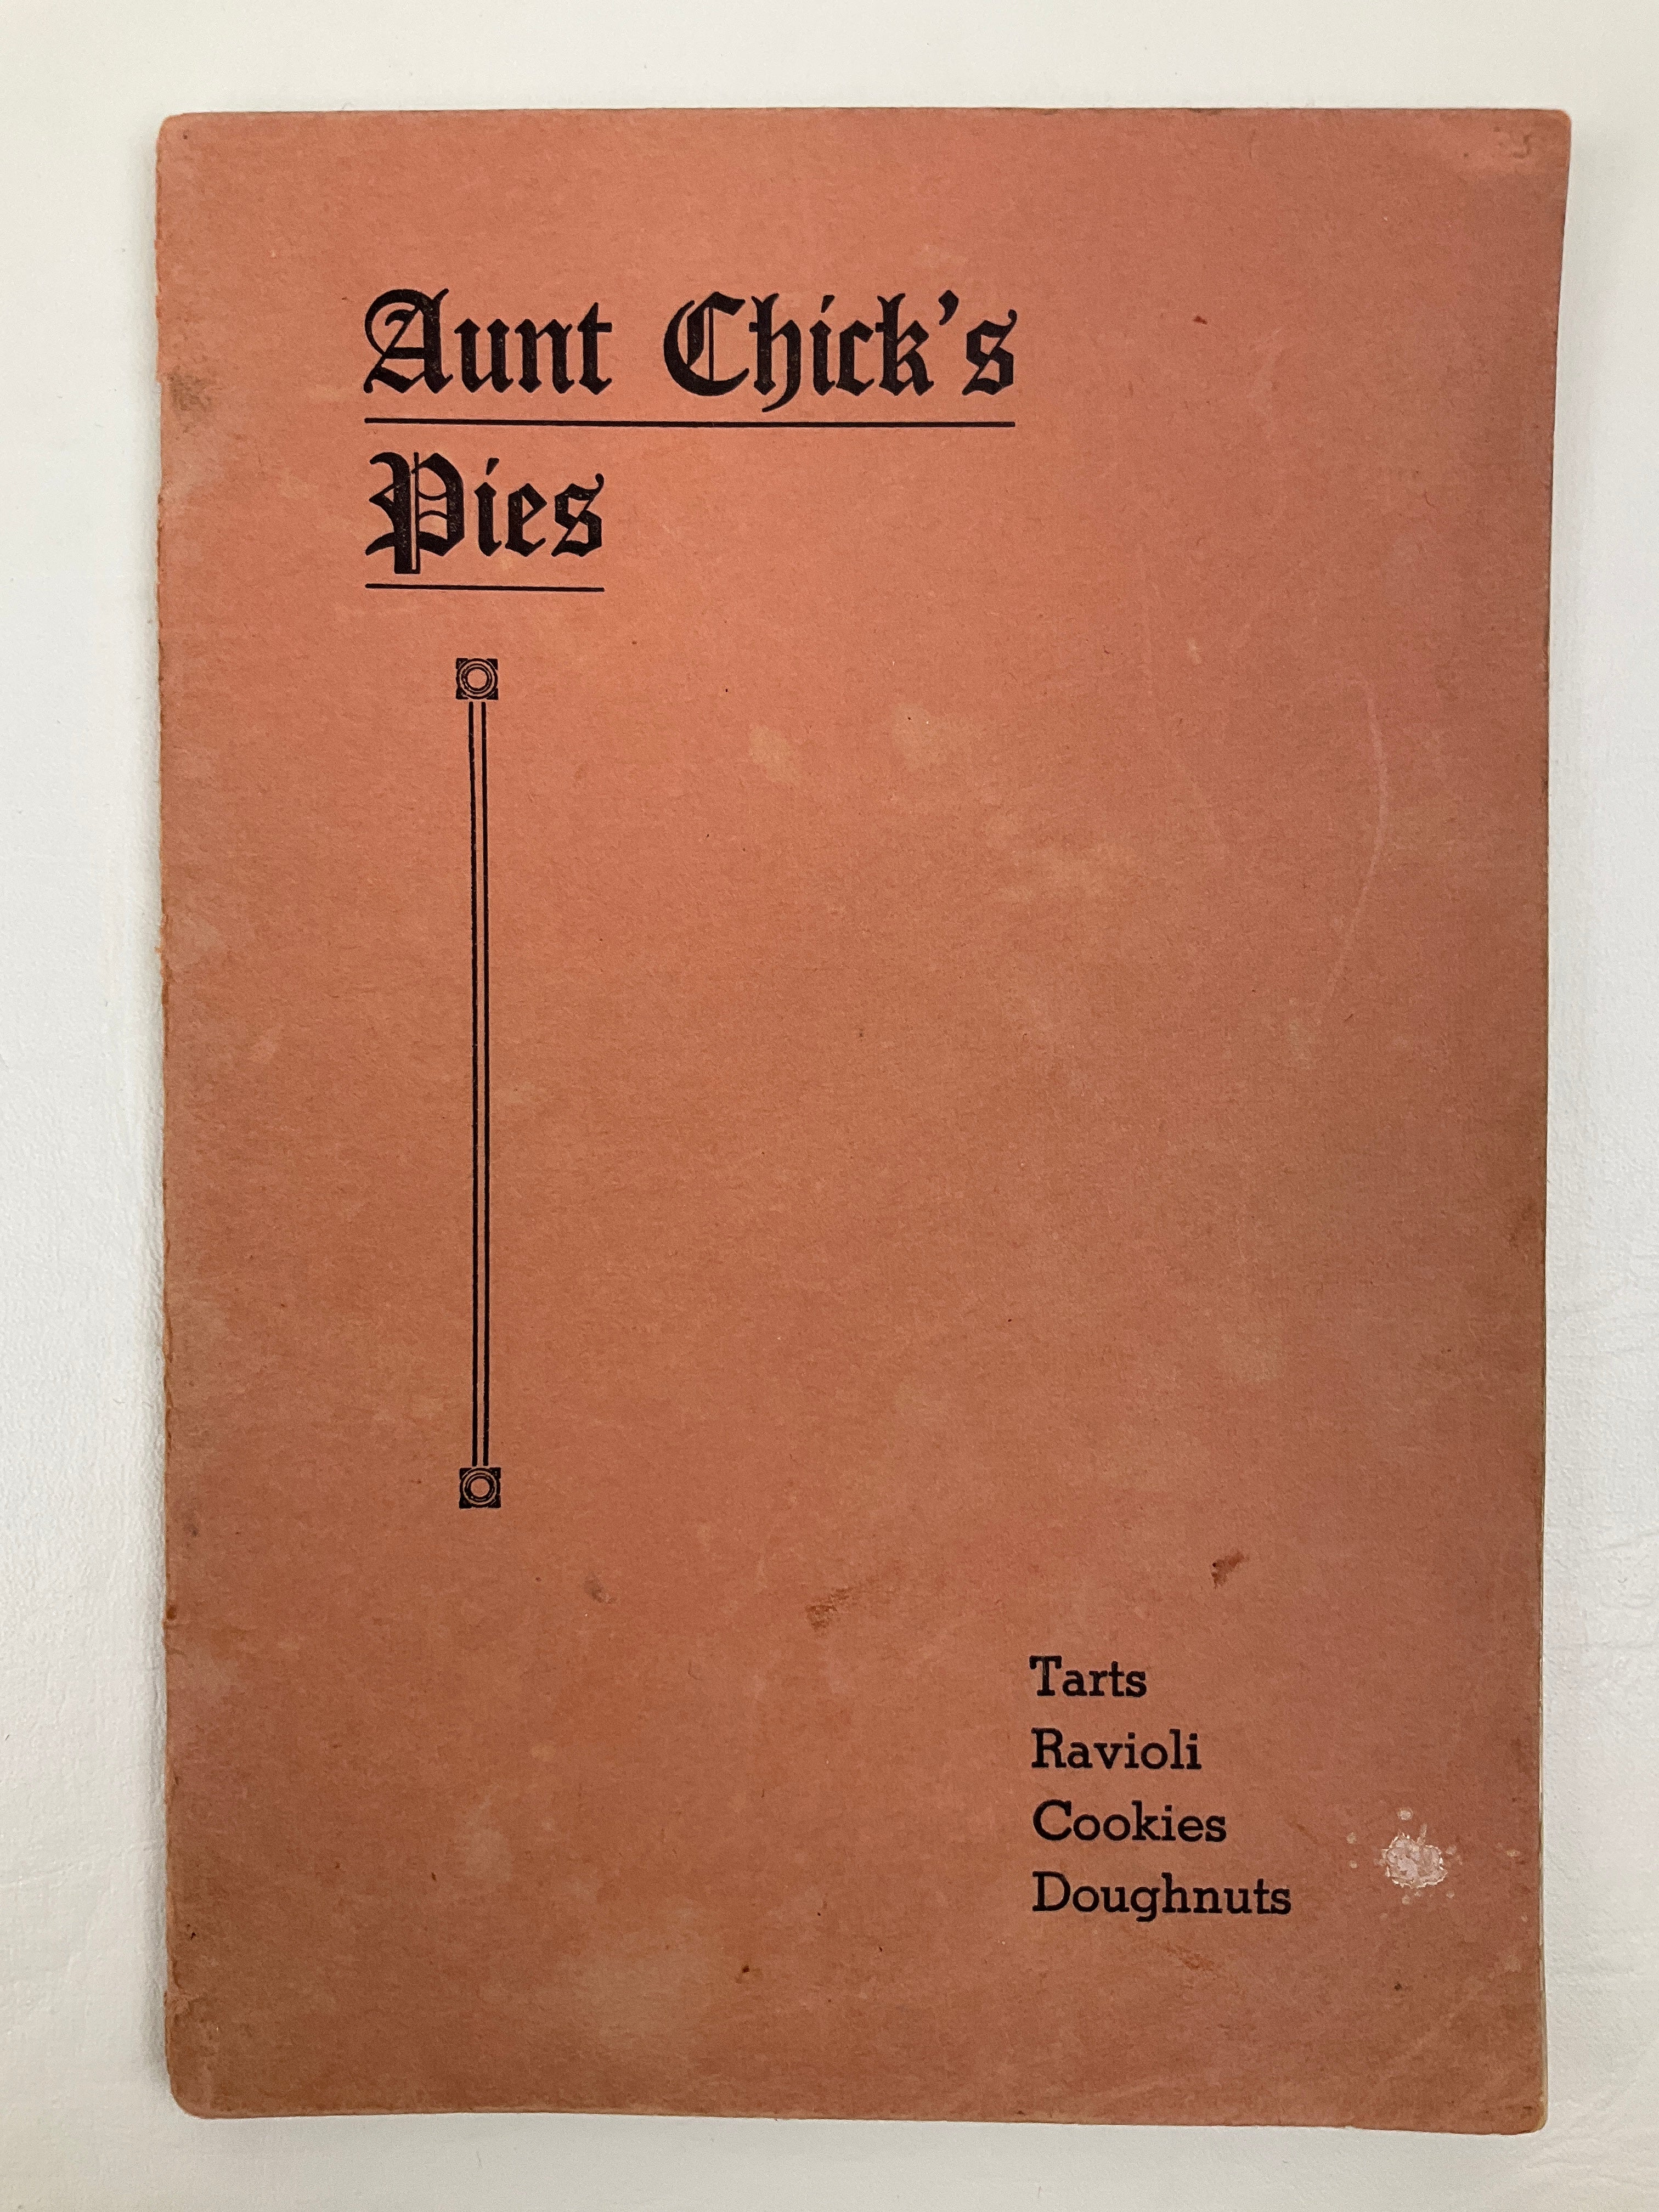 Aunt Chick's
Pies
Tarts
Ravioli
Cookies
Doughnuts